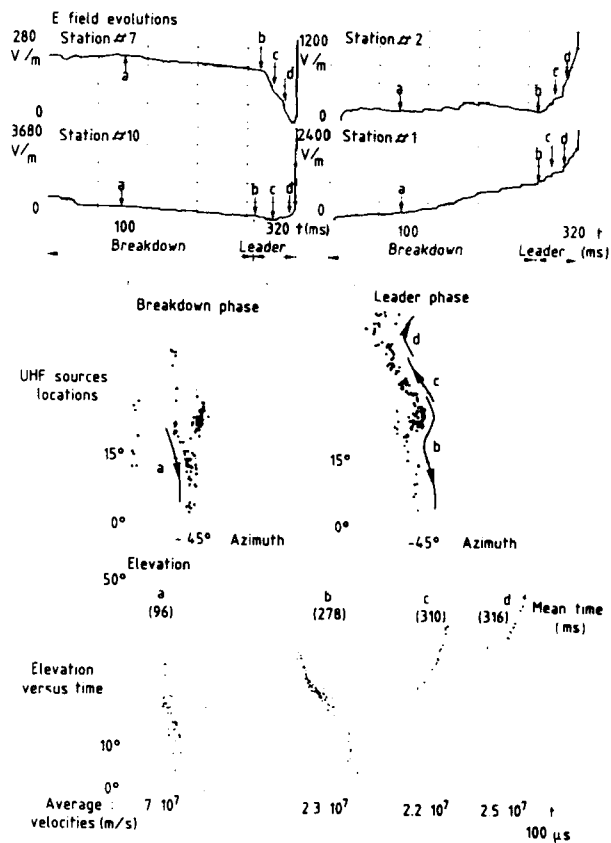 E field evolutions
280 Station #7 b 1200 Station #2
V/m c V/m d
d c
a a b
0 0
3680 Station #10 2400 Station #1
V/m V/m c d
b
a b c d a
0 0
100 320 t(ms) 100 320 t
Breakdown Leader Breakdown Leader (ms)
Breakdown phase Leader phase
d
c
UHF sources
locations
15° a 15° b
0° 0°
- 45° Azimuth -45° Azimuth
Elevation
50° a b c d Mean time
(96) (278) (310) (316) (ms)
Elevation
versus time
10°
0°
Average : 7 10⁷ 2.3 10⁷ 2.2 10⁷ 2.5 10⁷ t
velocities (m/s) 100 µs